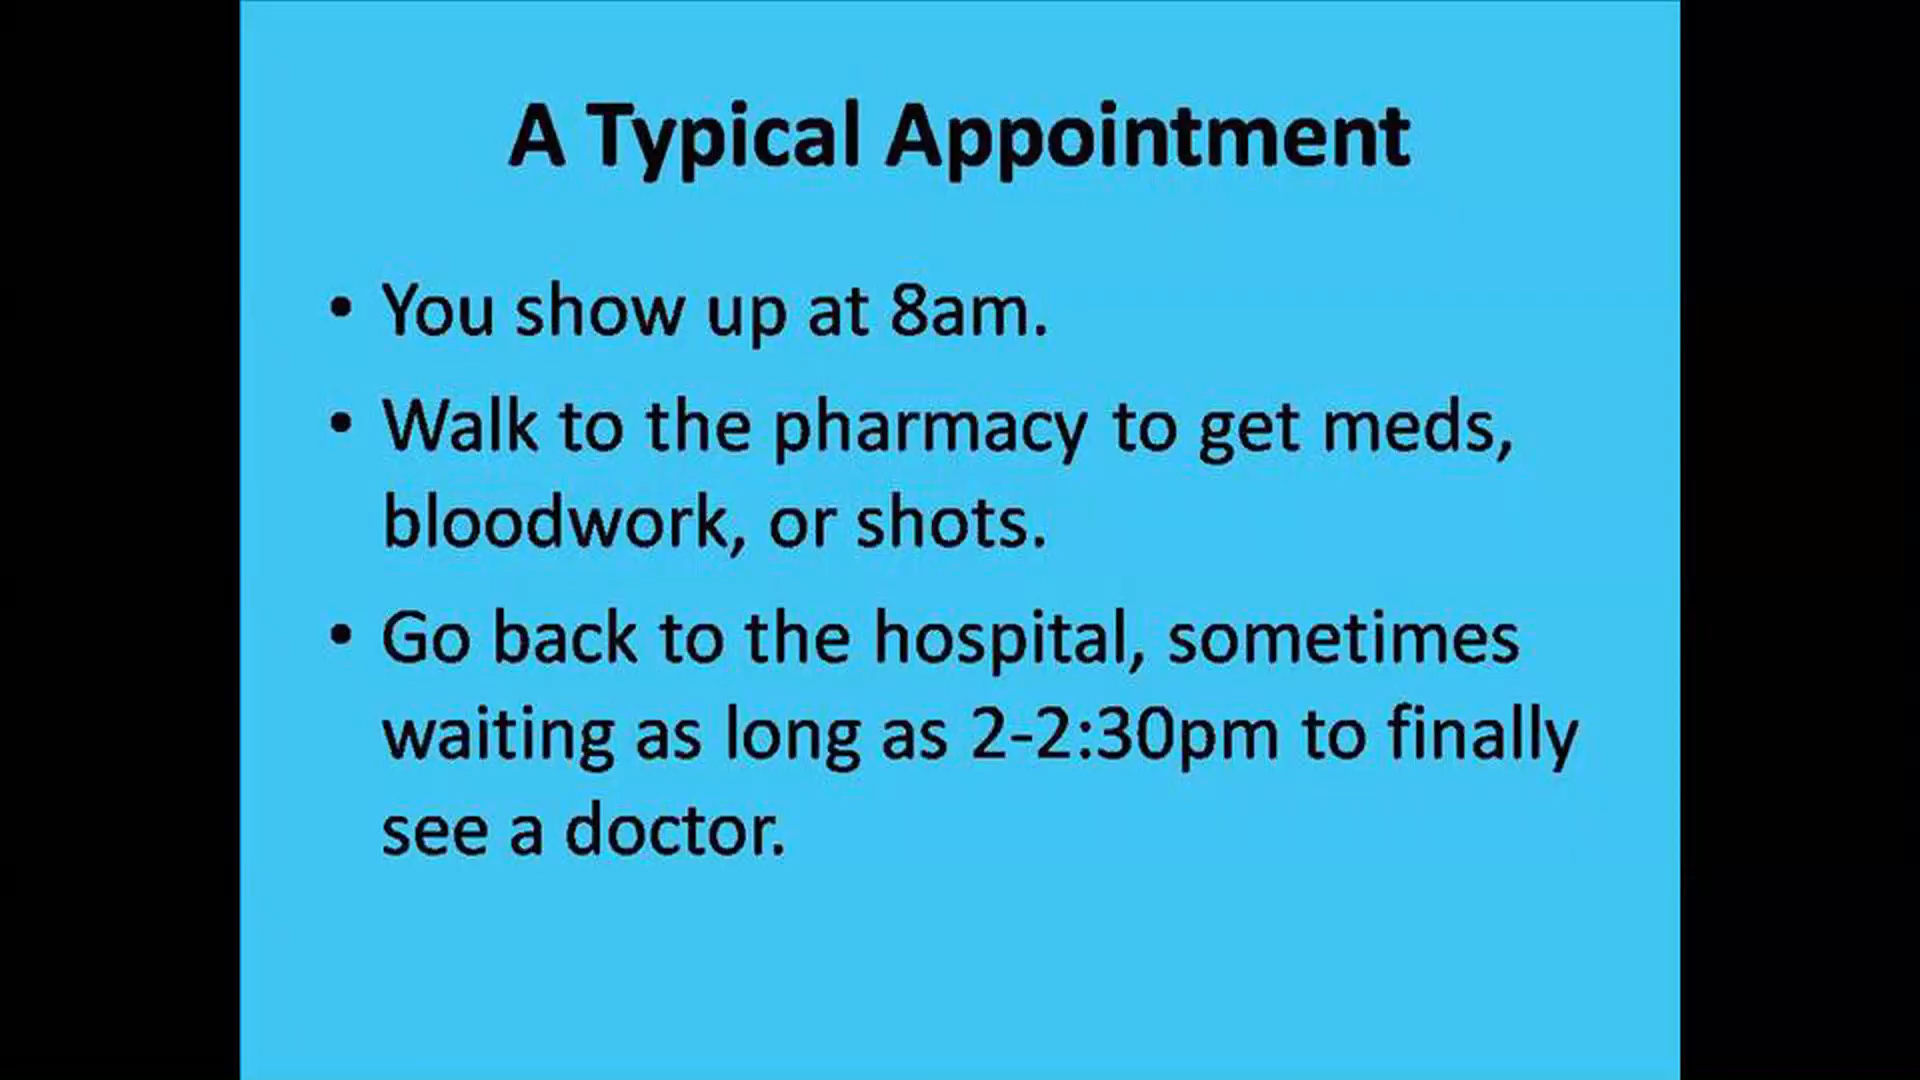 A Typical Appointment
• You show up at 8am.
• Walk to the pharmacy to get meds,
bloodwork, or shots.
• Go back to the hospital, sometimes
waiting as long as 2-2:30pm to finally
see a doctor.